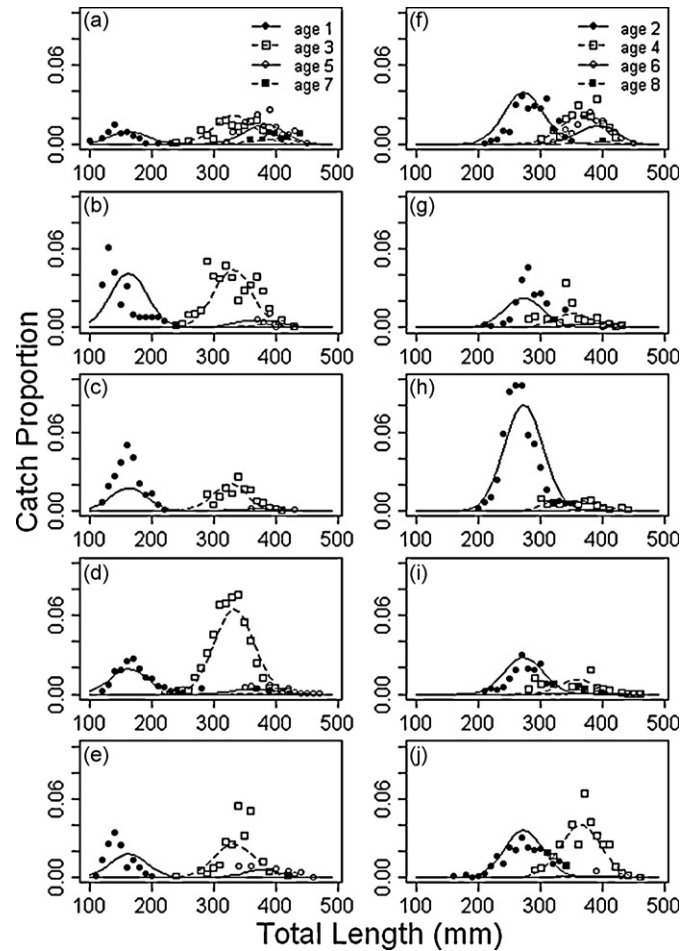 (a)
age 1
age 3
age 5
age 7
0.06
0.00
100 200 300 400 500
(f)
age 2
age 4
age 6
age 8
0.06
0.00
100 200 300 400 500
(b)
0.06
0.00
100 200 300 400 500
(g)
0.06
0.00
100 200 300 400 500
(c)
0.06
0.00
100 200 300 400 500
(h)
0.06
0.00
100 200 300 400 500
(d)
0.06
0.00
100 200 300 400 500
(i)
0.06
0.00
100 200 300 400 500
(e)
0.06
0.00
100 200 300 400 500
(j)
0.06
0.00
100 200 300 400 500
Catch Proportion
Total Length (mm)